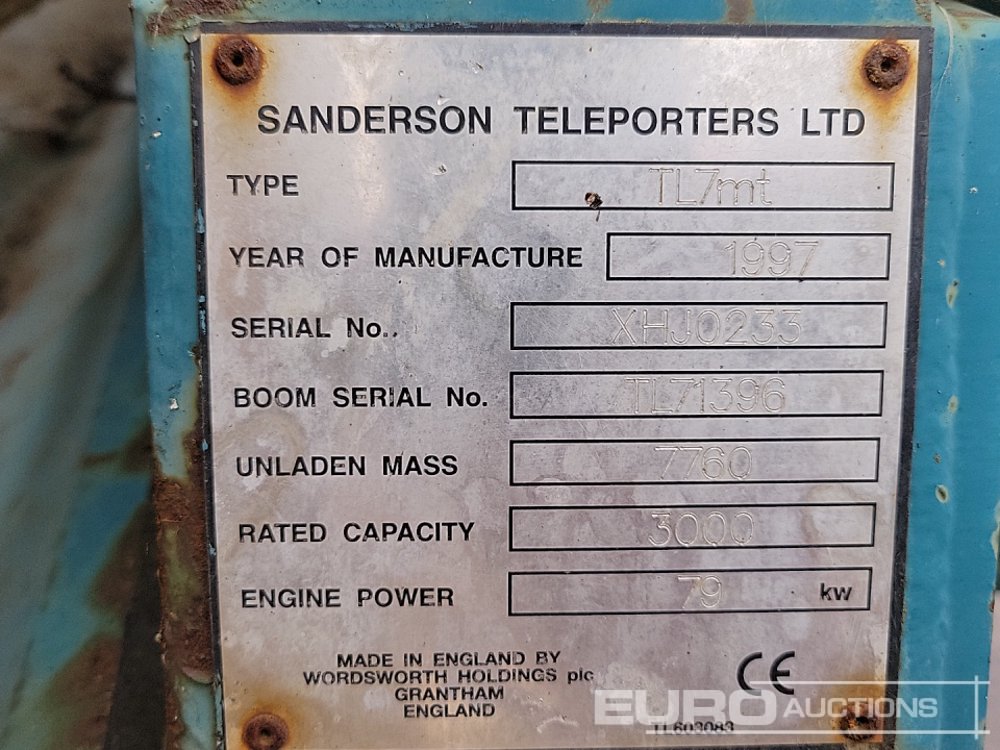 SANDERSON TELEPORTERS LTD
TYPE TL7mt
YEAR OF MANUFACTURE 1997
SERIAL No.. XHJ0233
BOOM SERIAL No. TL71396
UNLADEN MASS 7760
RATED CAPACITY 3000
ENGINE POWER 79 kw
MADE IN ENGLAND BY
WORDSWORTH HOLDINGS plc
GRANTHAM
ENGLAND
CE
EURO AUCTIONS
TL603083